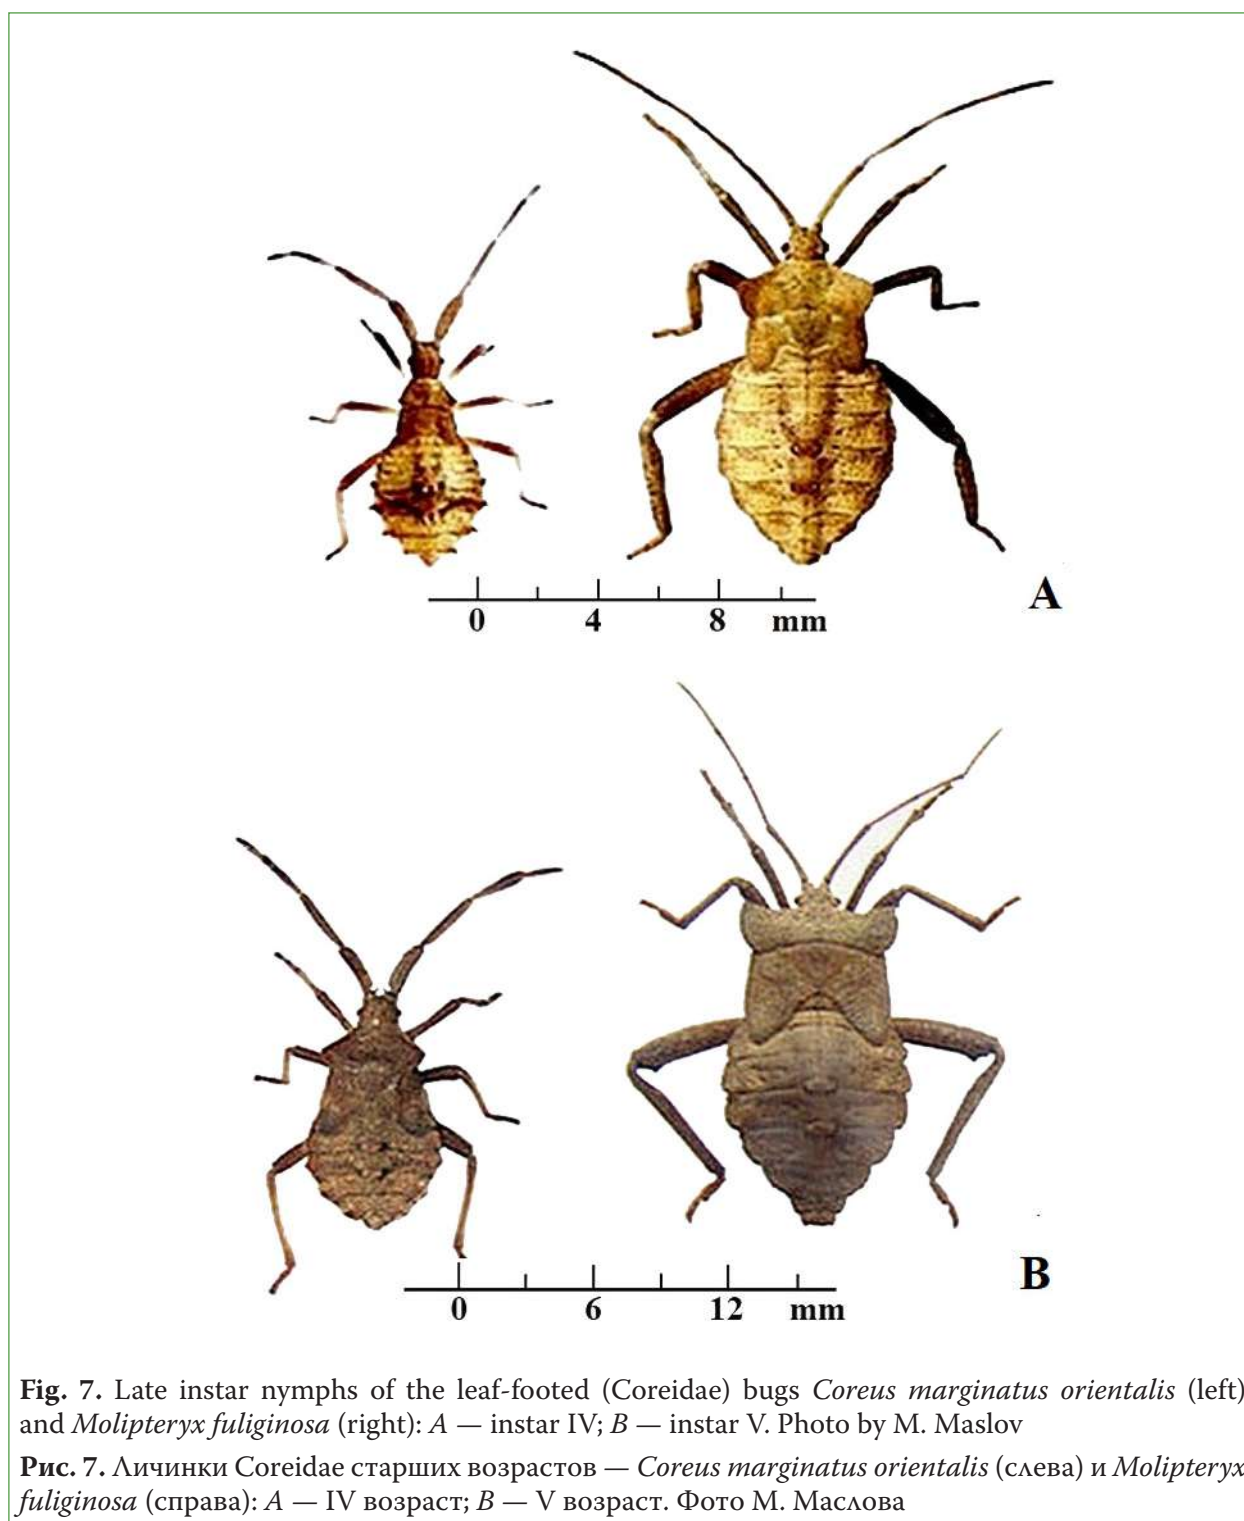 A
0 4 8 mm
B
0 6 12 mm
Fig. 7. Late instar nymphs of the leaf-footed (Coreidae) bugs Coreus marginatus orientalis (left)
and Molipteryx fuliginosa (right): A — instar IV; B — instar V. Photo by M. Maslov
Рис. 7. Личинки Coreidae старших возрастов — Coreus marginatus orientalis (слева) и Molipteryx
fuliginosa (справа): A — IV возраст; B — V возраст. Фото М. Маслова